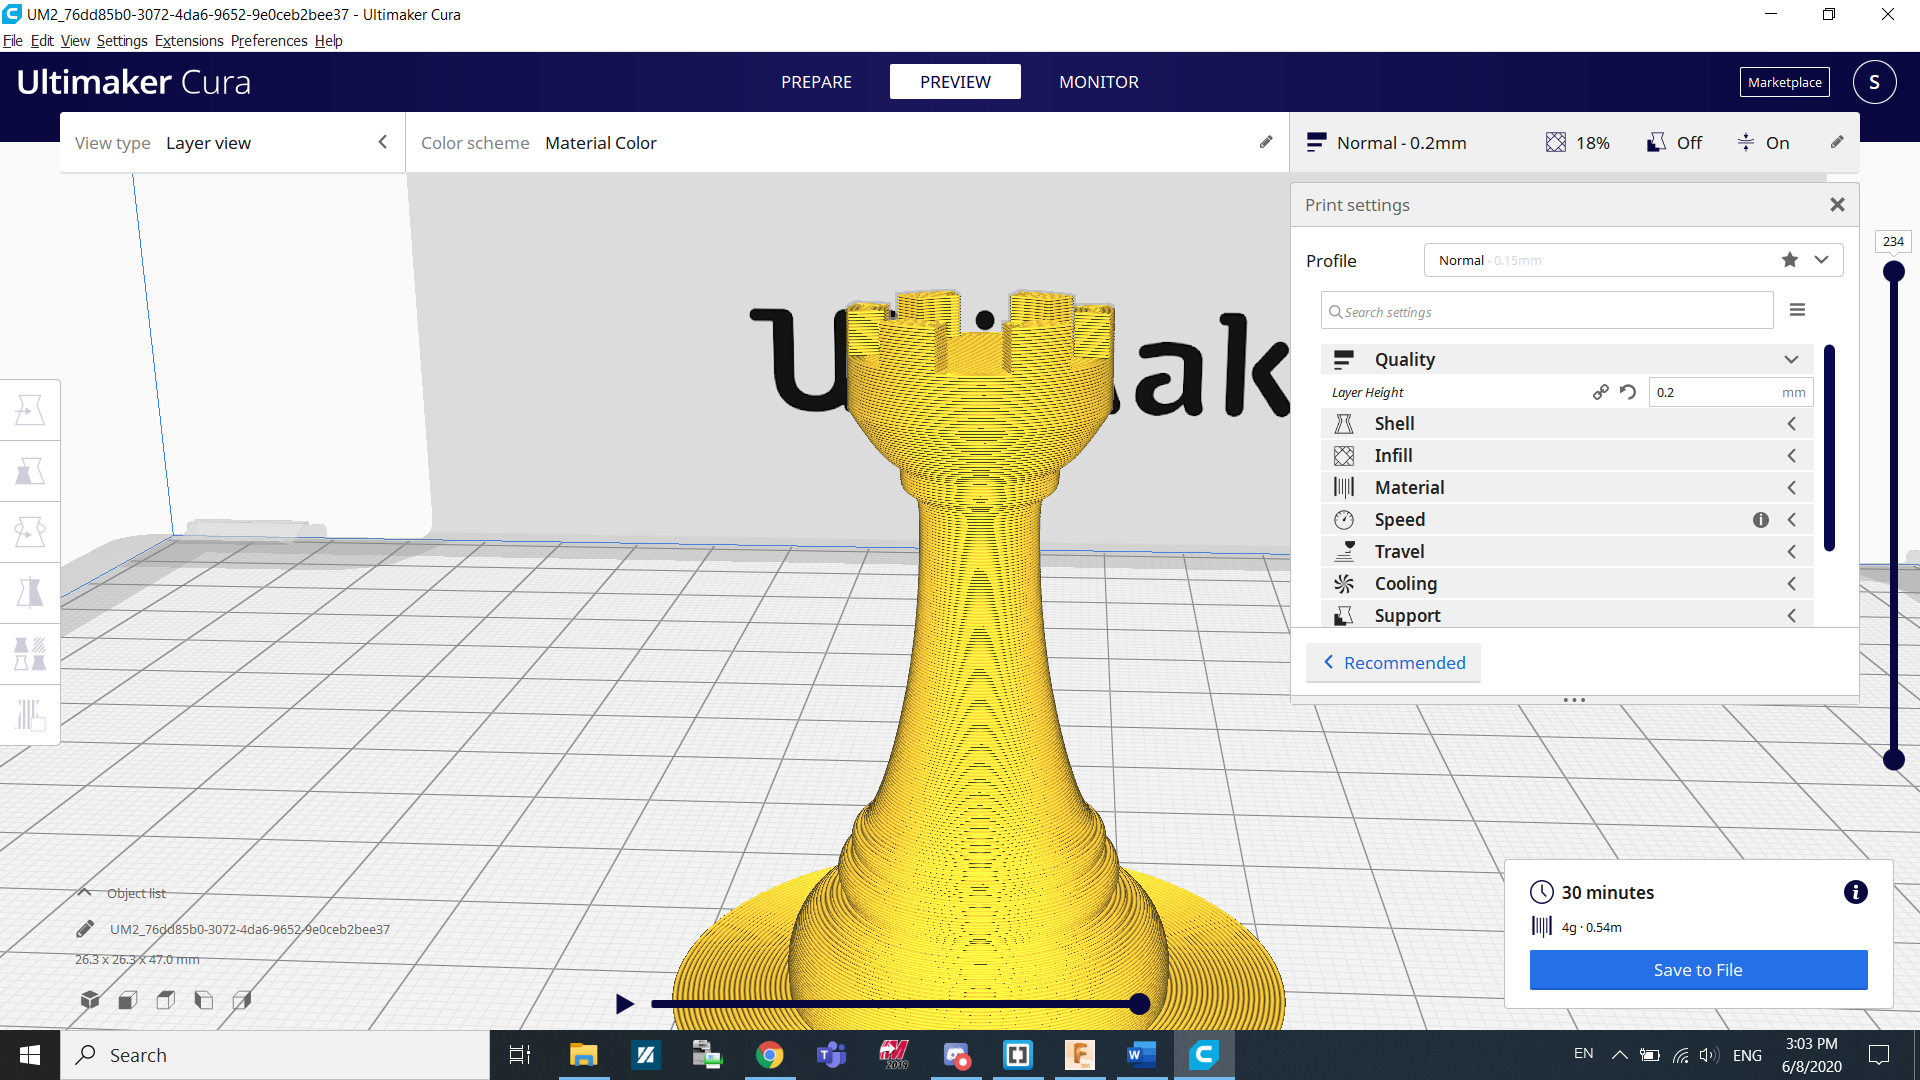 UM2_76dd85b0-3072-4da6-9652-9e0ceb2bee37 - Ultimaker Cura
File Edit View Settings Extensions Preferences Help
Ultimaker Cura
PREPARE
PREVIEW
MONITOR
Marketplace
S
View type Layer view
Color scheme Material Color
Normal - 0.2mm
18%
Off
On
Print settings
Profile
Normal - 0.15mm
Search settings
234
Quality
Layer Height
0.2 mm
Shell
Infill
Material
Speed
Travel
Cooling
Support
Recommended
Object list
UM2_76dd85b0-3072-4da6-9652-9e0ceb2bee37
26.3 x 26.3 x 47.0 mm
30 minutes
4g · 0.54m
Save to File
Search
2019
EN
ENG
3:03 PM
6/8/2020